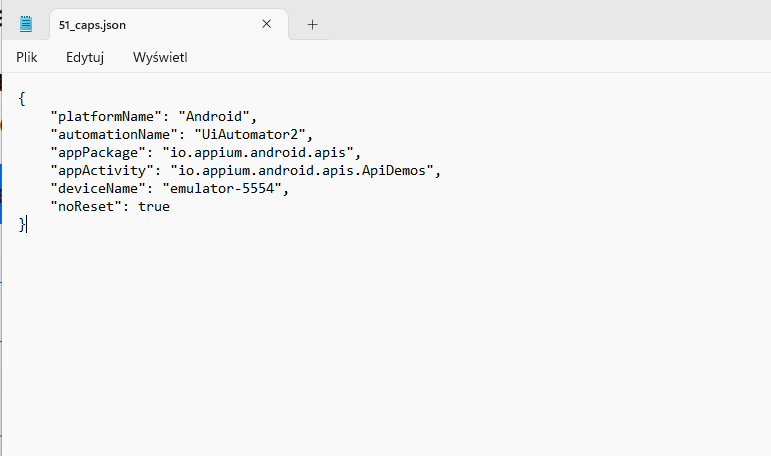 51_caps.json
Plik Edytuj Wyświetl
{
"platformName": "Android",
"automationName": "UiAutomator2",
"appPackage": "io.appium.android.apis",
"appActivity": "io.appium.android.apis.ApiDemos",
"deviceName": "emulator-5554",
"noReset": true
}